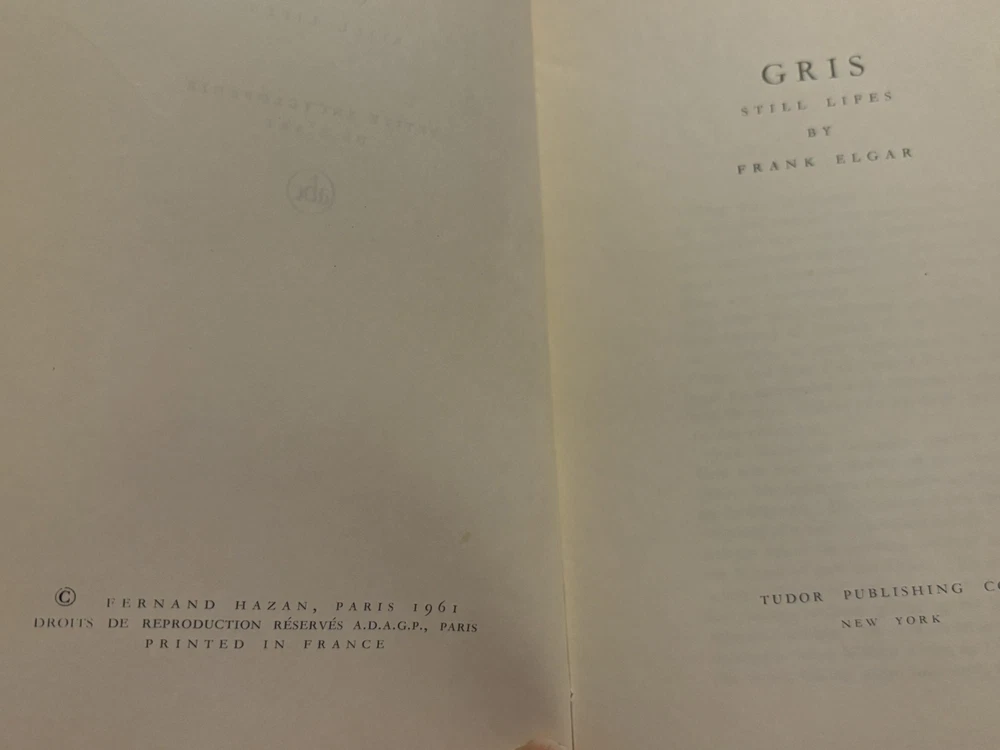 © FERNAND HAZAN, PARIS 1961
DROITS DE REPRODUCTION RÉSERVÉS A.D.A.G.P., PARIS
PRINTED IN FRANCE
GRIS
STILL LIFES
BY
FRANK ELGAR
TUDOR PUBLISHING CO
NEW YORK